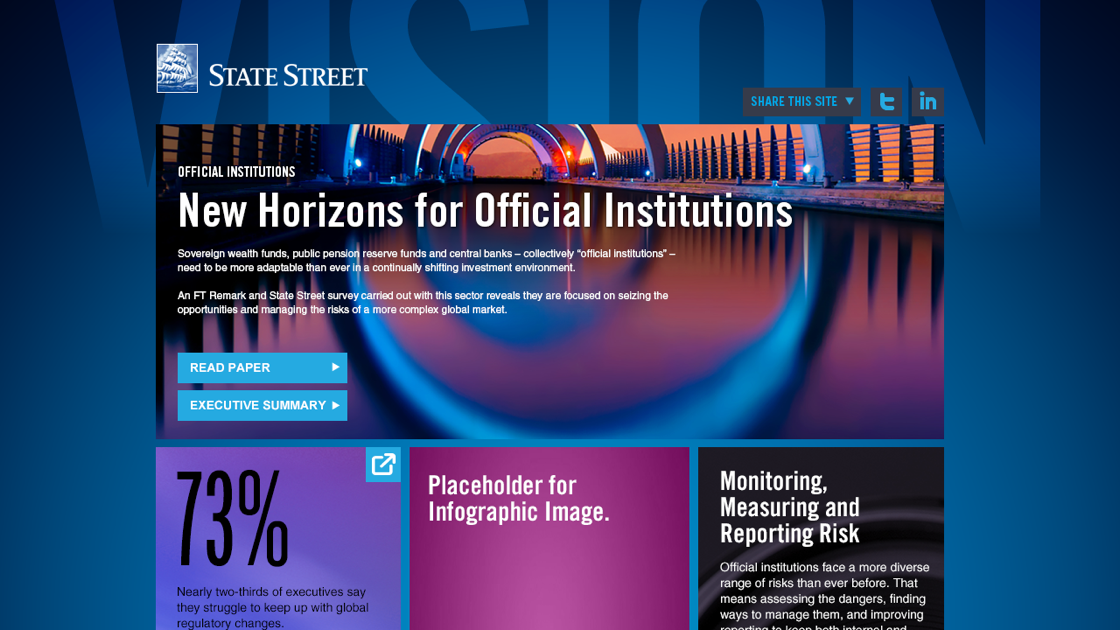 VISION
STATE STREET
SHARE THIS SITE
OFFICIAL INSTITUTIONS
New Horizons for Official Institutions
Sovereign wealth funds, public pension reserve funds and central banks – collectively “official institutions” –
need to be more adaptable than ever in a continually shifting investment environment.
An FT Remark and State Street survey carried out with this sector reveals they are focused on seizing the
opportunities and managing the risks of a more complex global market.
READ PAPER
EXECUTIVE SUMMARY
73%
Nearly two-thirds of executives say
they struggle to keep up with global
regulatory changes.
Placeholder for
Infographic Image.
Monitoring,
Measuring and
Reporting Risk
Official institutions face a more diverse
range of risks than ever before. That
means assessing the dangers, finding
ways to manage them, and improving
reporting to keep both internal and